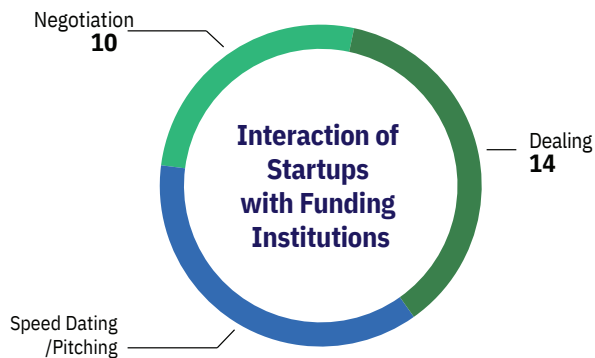 Negotiation
10
Interaction of
Startups
with Funding
Institutions
Dealing
14
Speed Dating
/Pitching